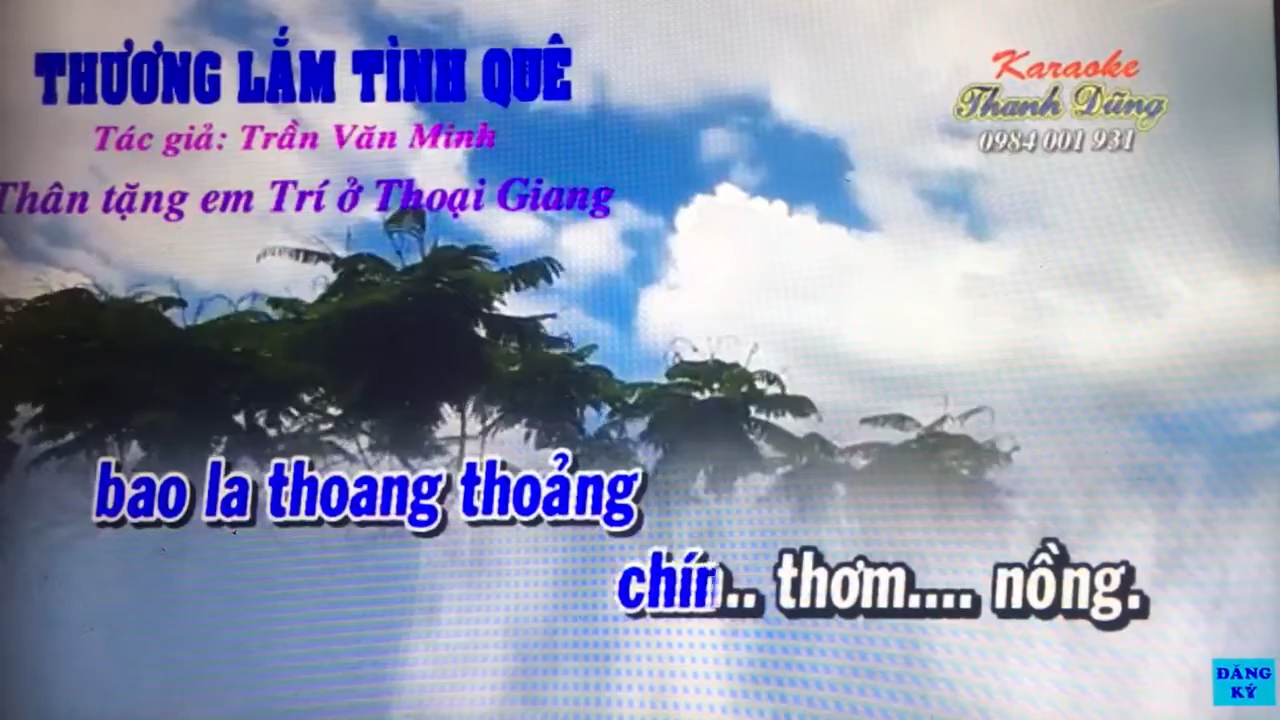 THƯƠNG LẮM TÌNH QUÊ
Tác giả: Trần Văn Minh
Thân tặng em Trí ở Thoại Giang
Karaoke
Thanh Dũng
0984 001 931
bao la thoang thoảng
chín.. thơm.... nồng.
ĐĂNG
KÝ